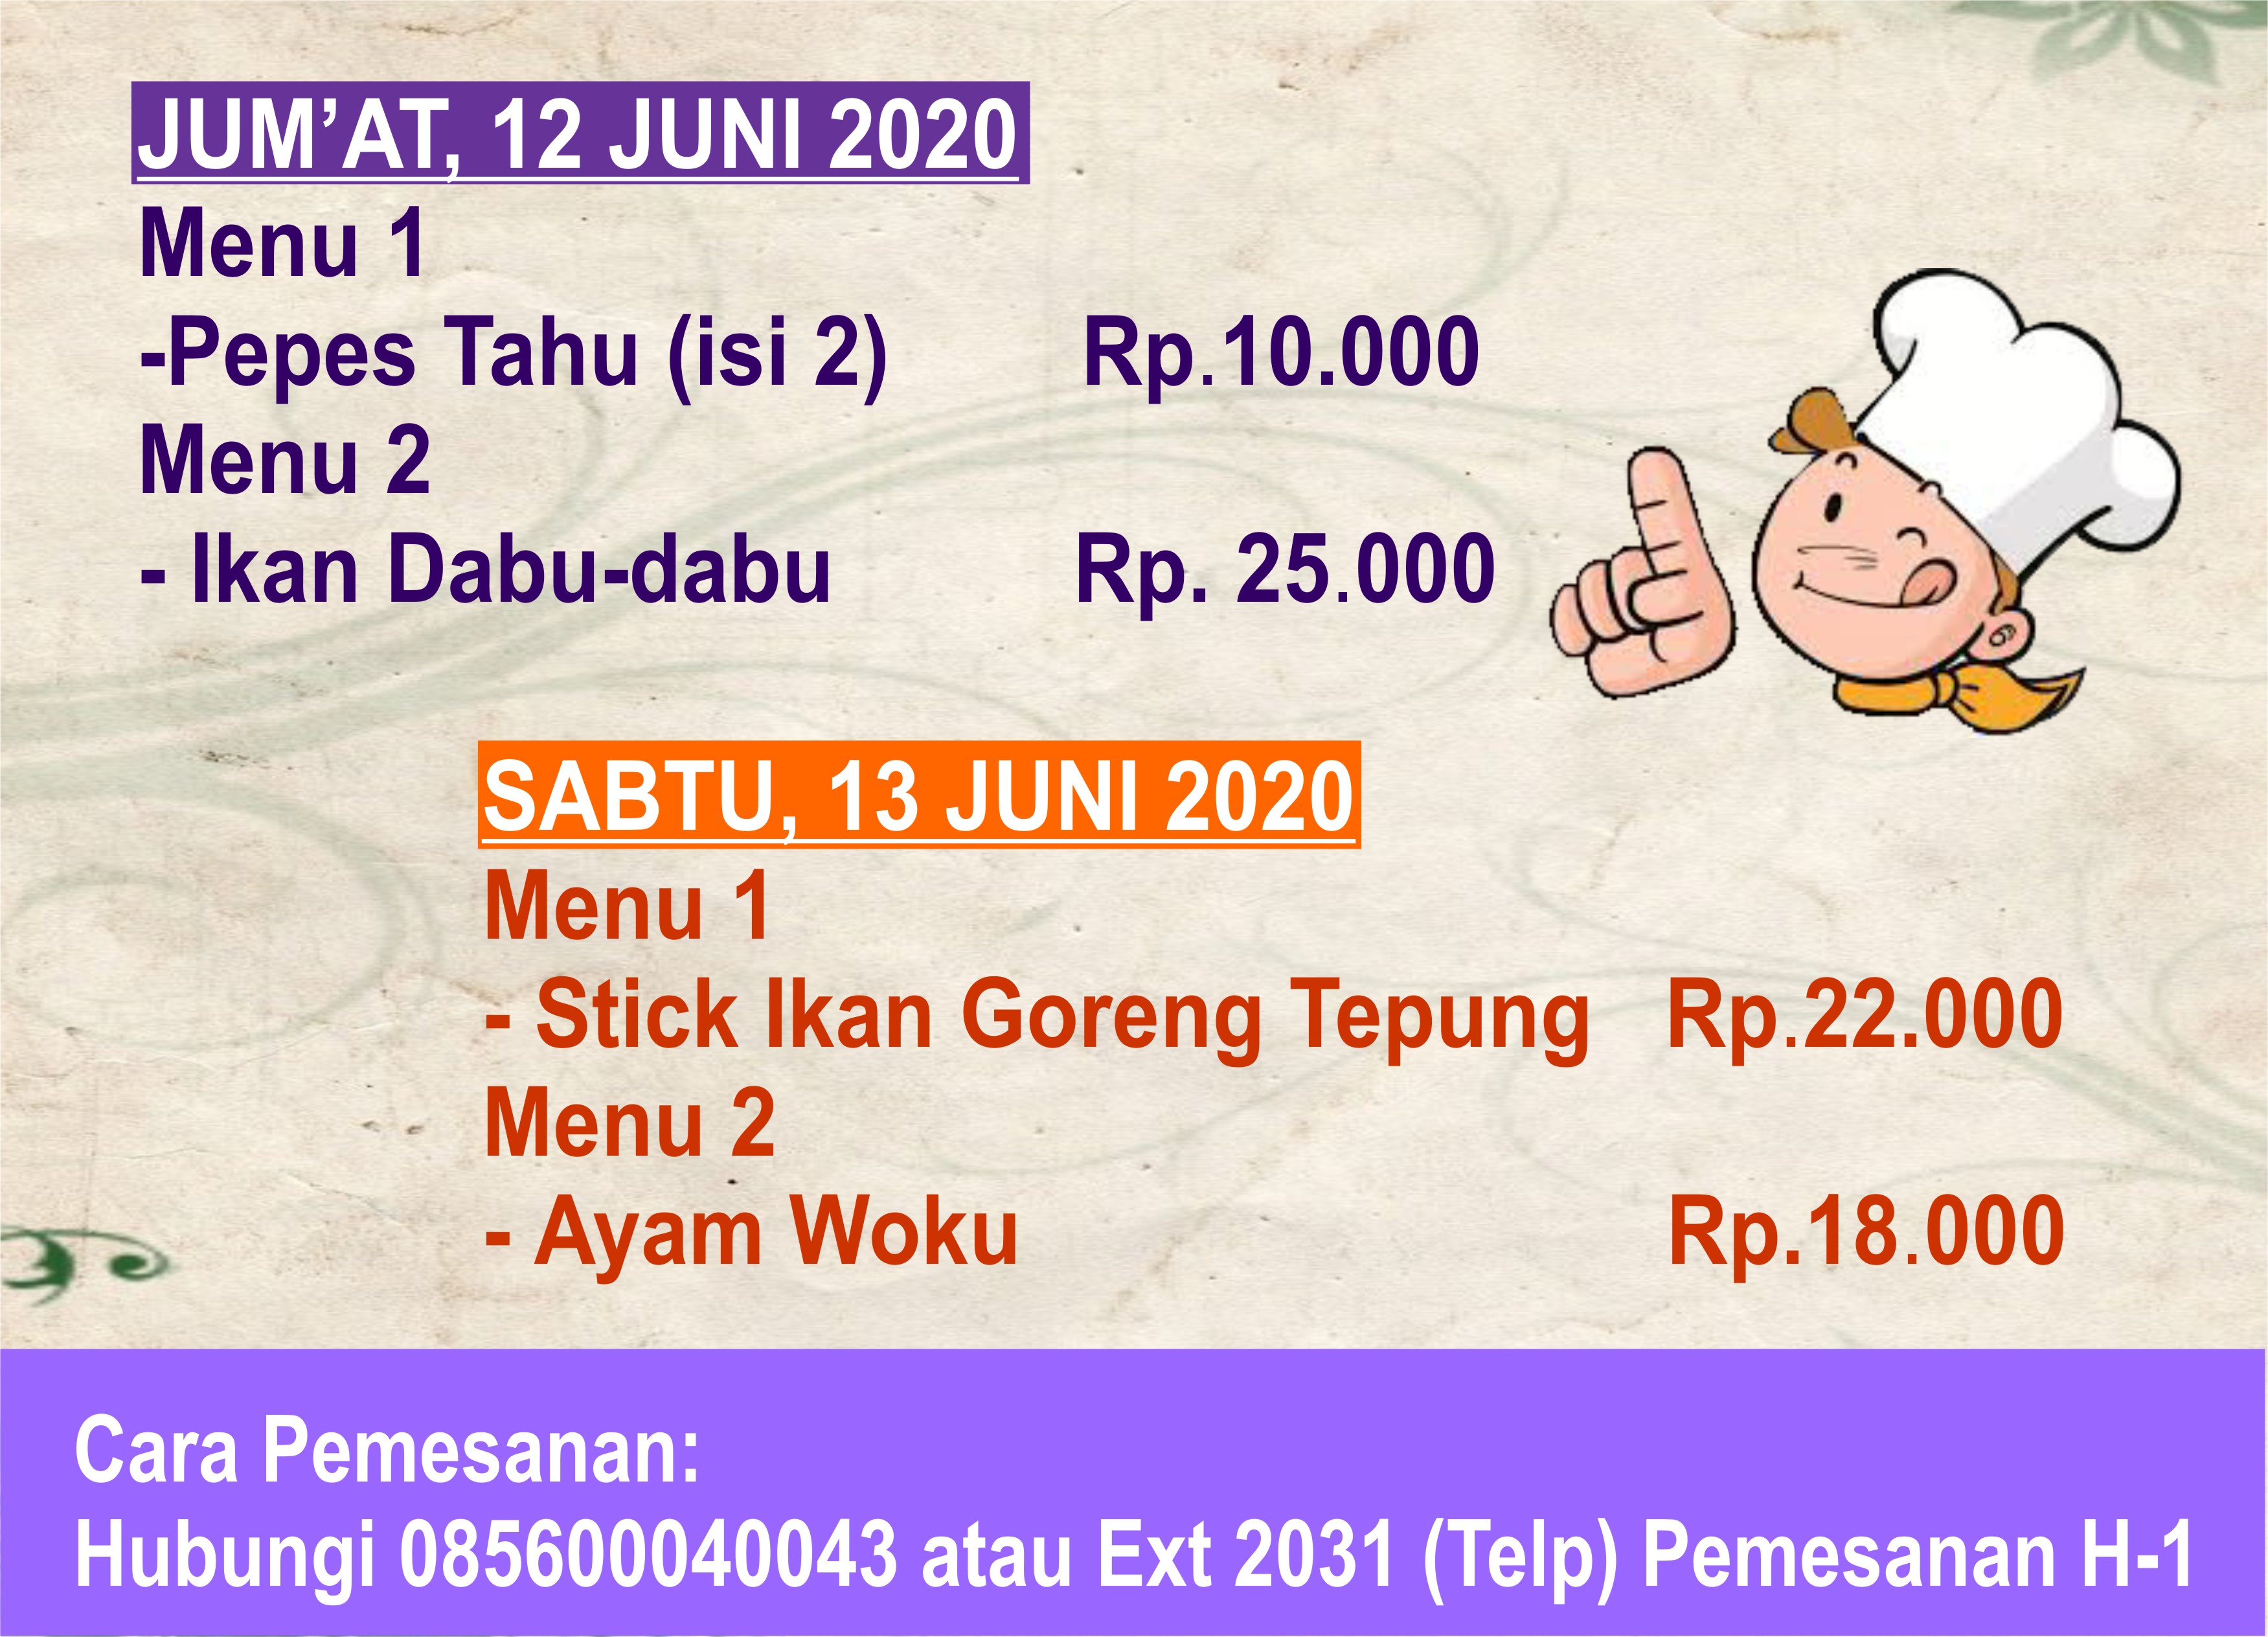 JUM’AT, 12 JUNI 2020
Menu 1
-Pepes Tahu (isi 2) Rp.10.000
Menu 2
- Ikan Dabu-dabu Rp. 25.000
SABTU, 13 JUNI 2020
Menu 1
- Stick Ikan Goreng Tepung Rp.22.000
Menu 2
- Ayam Woku Rp.18.000
Cara Pemesanan:
Hubungi 085600040043 atau Ext 2031 (Telp) Pemesanan H-1